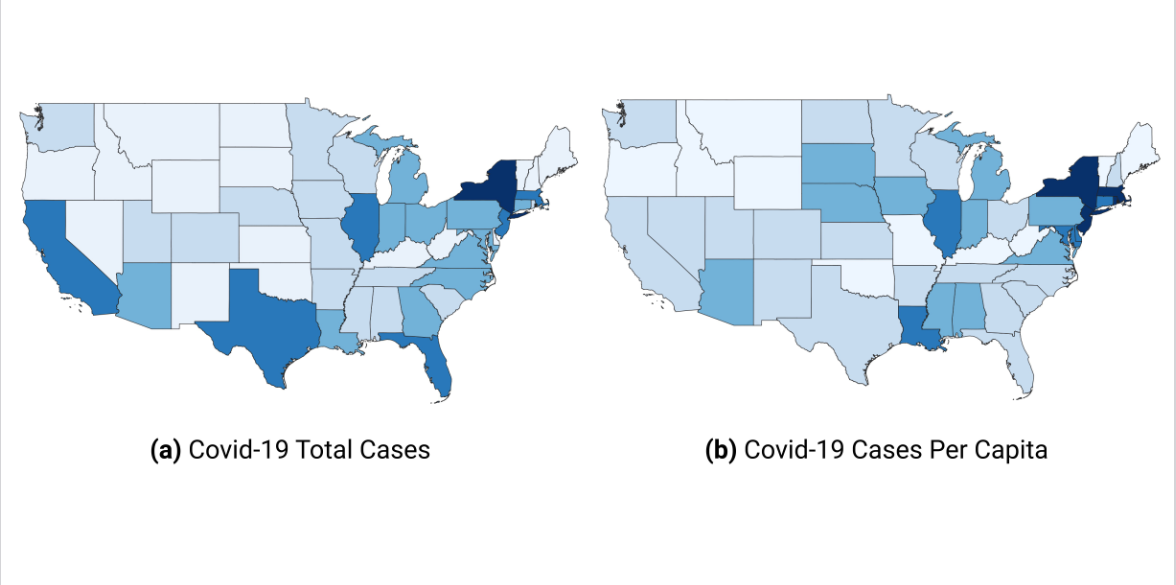 (a) Covid-19 Total Cases
(b) Covid-19 Cases Per Capita